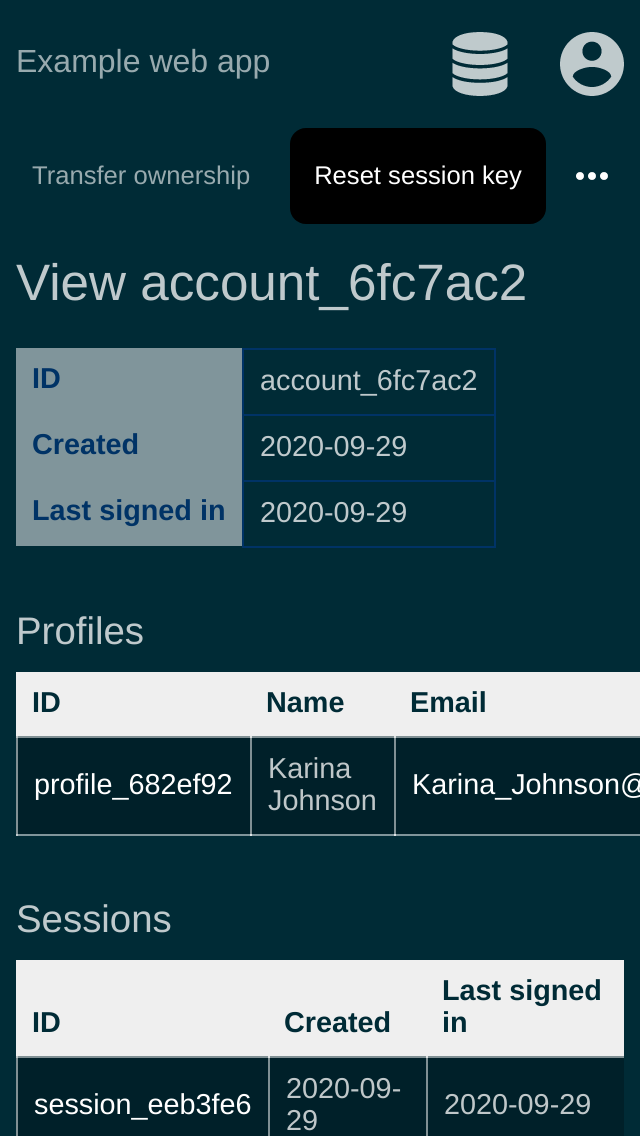 Example web app
Transfer ownership Reset session key
View account_6fc7ac2
ID account_6fc7ac2
Created 2020-09-29
Last signed in 2020-09-29
Profiles
ID Name Email
profile_682ef92 Karina Johnson Karina_Johnson@
Sessions
ID Created Last signed in
session_eeb3fe6 2020-09-29 2020-09-29